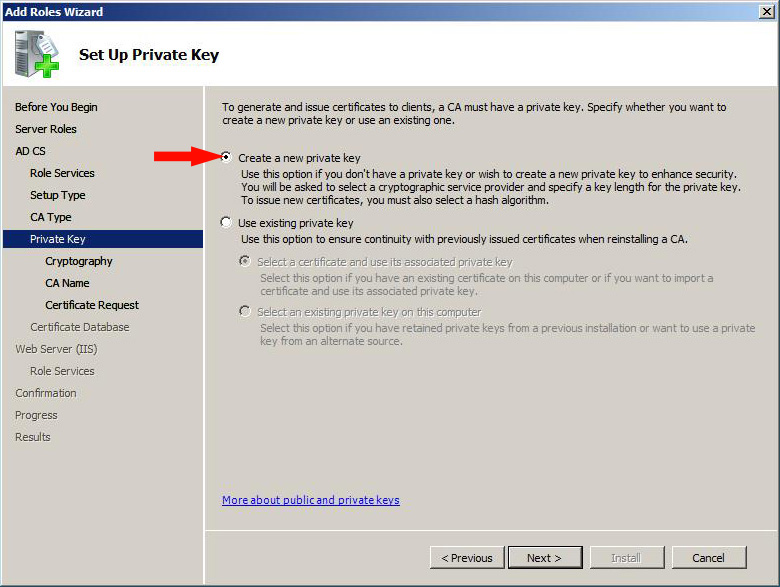 Add Roles Wizard
Set Up Private Key
Before You Begin
Server Roles
AD CS
Role Services
Setup Type
CA Type
Private Key
Cryptography
CA Name
Certificate Request
Certificate Database
Web Server (IIS)
Role Services
Confirmation
Progress
Results
To generate and issue certificates to clients, a CA must have a private key. Specify whether you want to
create a new private key or use an existing one.
Create a new private key
Use this option if you don't have a private key or wish to create a new private key to enhance security.
You will be asked to select a cryptographic service provider and specify a key length for the private key.
To issue new certificates, you must also select a hash algorithm.
Use existing private key
Use this option to ensure continuity with previously issued certificates when reinstalling a CA.
Select a certificate and use its associated private key
Select this option if you have an existing certificate on this computer or if you want to import a
certificate and use its associated private key.
Select an existing private key on this computer
Select this option if you have retained private keys from a previous installation or want to use a private
key from an alternate source.
More about public and private keys
< Previous
Next >
Install
Cancel